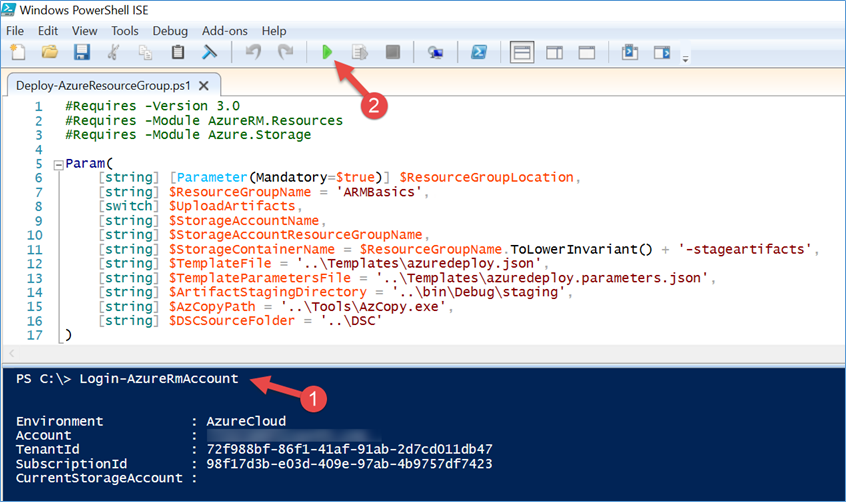 Windows PowerShell ISE
File Edit View Tools Debug Add-ons Help
2
Deploy-AzureResourceGroup.ps1 X
1 #Requires -Version 3.0
2 #Requires -Module AzureRM.Resources
3 #Requires -Module Azure.Storage
4
5 Param(
6 [string] [Parameter(Mandatory=$true)] $ResourceGroupLocation,
7 [string] $ResourceGroupName = 'ARMBasics',
8 [switch] $UploadArtifacts,
9 [string] $StorageAccountName,
10 [string] $StorageAccountResourceGroupName,
11 [string] $StorageContainerName = $ResourceGroupName.ToLowerInvariant() + '-stageartifacts',
12 [string] $TemplateFile = '..\Templates\azuredeploy.json',
13 [string] $TemplateParametersFile = '..\Templates\azuredeploy.parameters.json',
14 [string] $ArtifactStagingDirectory = '..\bin\Debug\staging',
15 [string] $AzCopyPath = '..\Tools\AzCopy.exe',
16 [string] $DSCSourceFolder = '..\DSC'
17 )
PS C:\> Login-AzureRmAccount
1
Environment : AzureCloud
Account :
TenantId : 72f988bf-86f1-41af-91ab-2d7cd011db47
SubscriptionId : 98f17d3b-e03d-409e-97ab-4b9757df7423
CurrentStorageAccount :